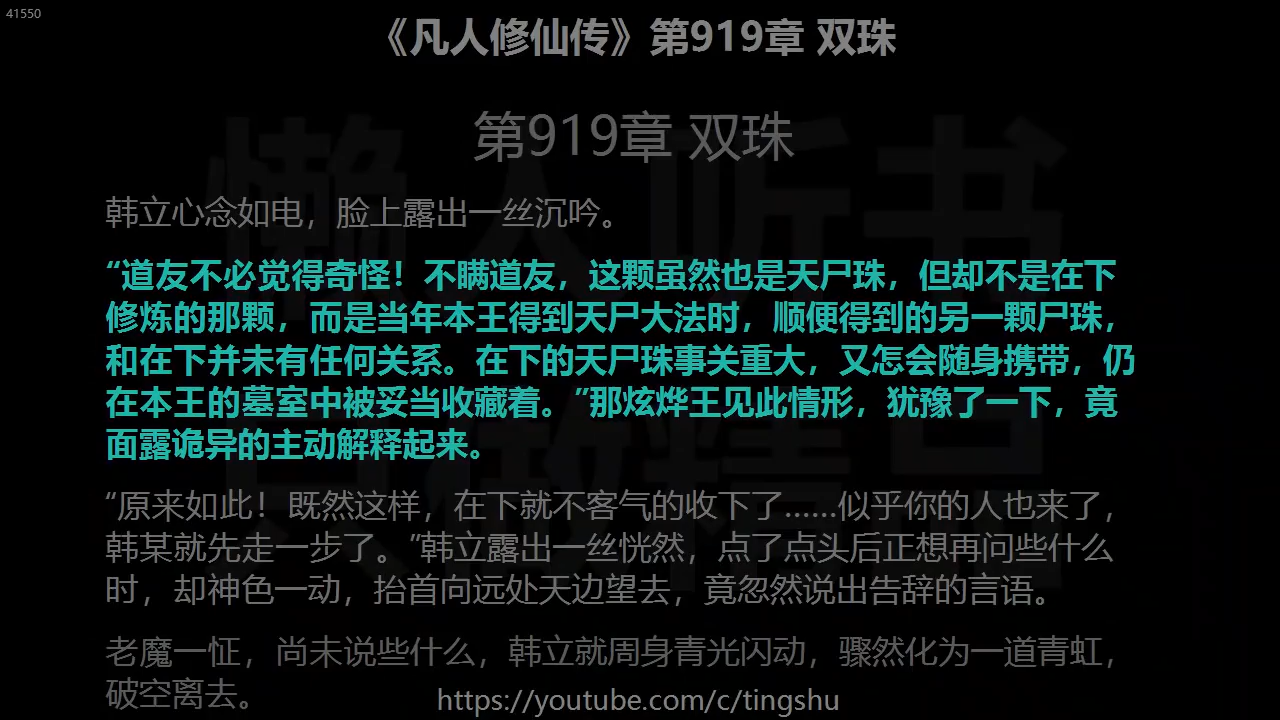 41550
《凡人修仙传》第919章 双珠
第919章 双珠
韩立心念如电，脸上露出一丝沉吟。
“道友不必觉得奇怪！不瞒道友，这颗虽然也是天尸珠，但却不是在下
修炼的那颗，而是当年本王得到天尸大法时，顺便得到的另一颗尸珠，
和在下并未有任何关系。在下的天尸珠事关重大，又怎会随身携带，仍
在本王的墓室中被妥当收藏着。”那炫烨王见此情形，犹豫了一下，竟
面露诡异的主动解释起来。
“原来如此！既然这样，在下就不客气的收下了……似乎你的人也来了，
韩某就先走一步了。”韩立露出一丝恍然，点了点头后正想再问些什么
时，却神色一动，抬首向远处天边望去，竟忽然说出告辞的言语。
老魔一怔，尚未说些什么，韩立就周身青光闪动，骤然化为一道青虹，
破空离去。
https://youtube.com/c/tingshu
懒人听书
只做精品